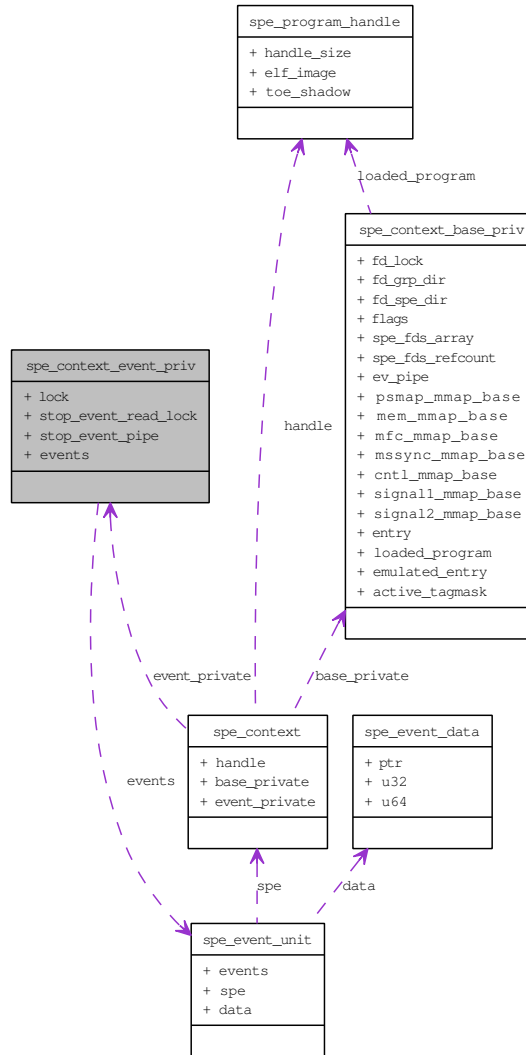 spe_program_handle
+ handle_size
+ elf_image
+ toe_shadow
loaded_program
spe_context_base_priv
+ fd_lock
+ fd_grp_dir
+ fd_spe_dir
+ flags
+ spe_fds_array
+ spe_fds_refcount
+ ev_pipe
+ psmap_mmap_base
+ mem_mmap_base
+ mfc_mmap_base
+ mssync_mmap_base
+ cntl_mmap_base
+ signal1_mmap_base
+ signal2_mmap_base
+ entry
+ loaded_program
+ emulated_entry
+ active_tagmask
spe_context_event_priv
+ lock
+ stop_event_read_lock
+ stop_event_pipe
+ events
handle
event_private
base_private
spe_context
+ handle
+ base_private
+ event_private
spe_event_data
+ ptr
+ u32
+ u64
events
spe
data
spe_event_unit
+ events
+ spe
+ data